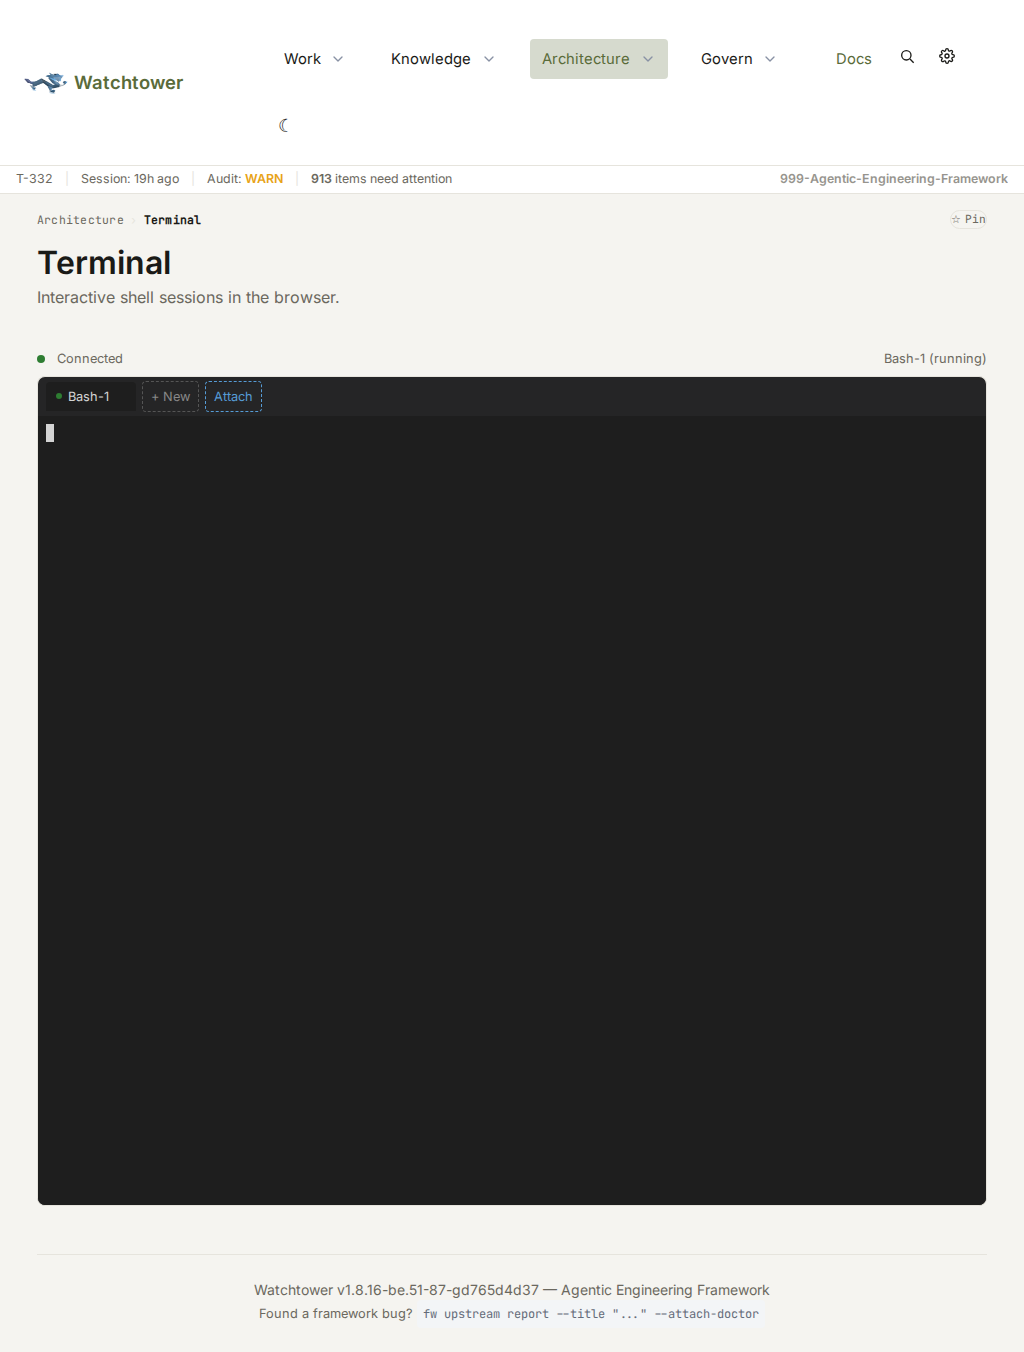 Watchtower
Work
Knowledge
Architecture
Govern
Docs
T-332
Session: 19h ago
Audit: WARN
913 items need attention
999-Agentic-Engineering-Framework
Architecture › Terminal
☆ Pin
Terminal
Interactive shell sessions in the browser.
Connected
Bash-1 (running)
Bash-1
+ New
Attach
Watchtower v1.8.16-be.51-87-gd765d4d37 — Agentic Engineering Framework
Found a framework bug? fw upstream report --title "..." --attach-doctor